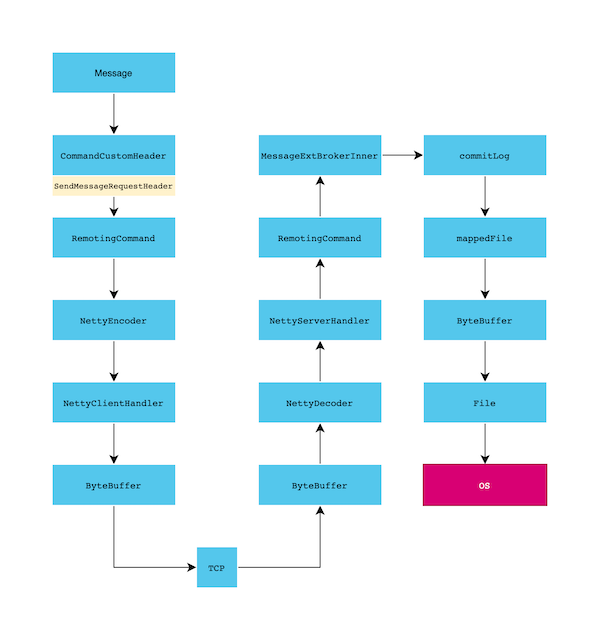 Message
CommandCustomHeader
SendMessageRequestHeader
RemotingCommand
NettyEncoder
NettyClientHandler
ByteBuffer
TCP
ByteBuffer
NettyDecoder
NettyServerHandler
RemotingCommand
MessageExtBrokerInner
commitLog
mappedFile
ByteBuffer
File
OS